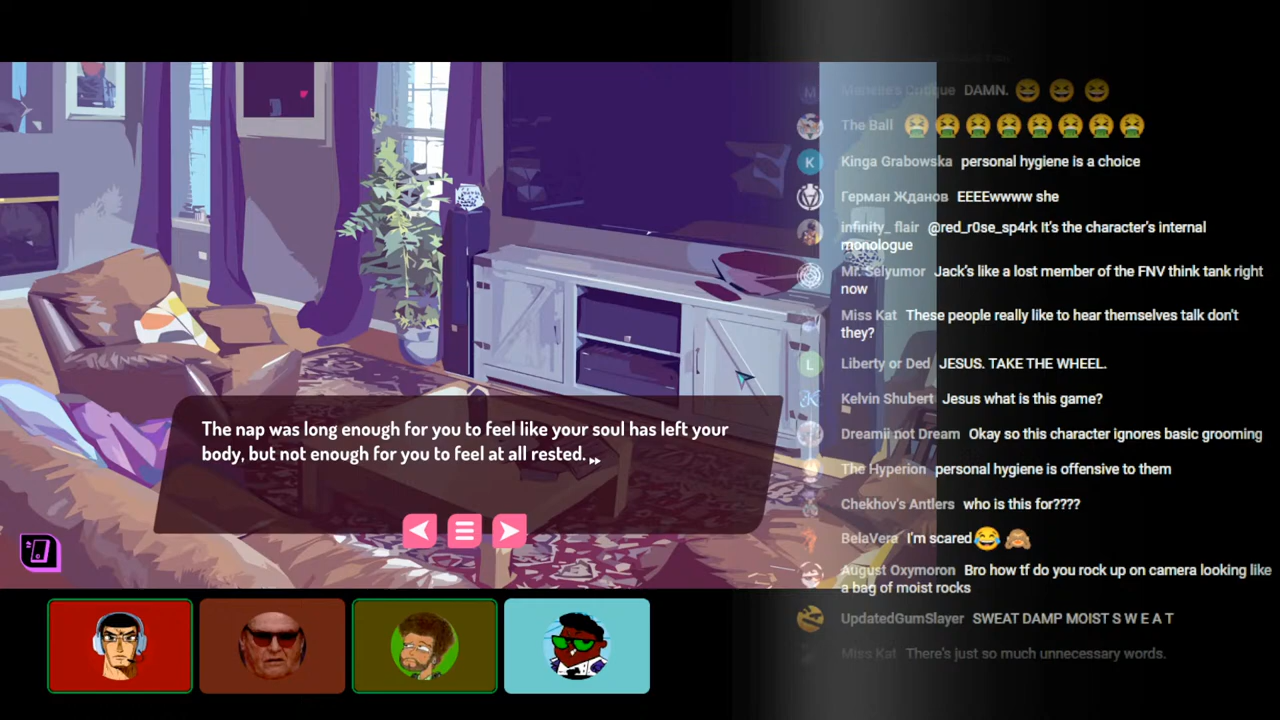 The nap was long enough for you to feel like your soul has left your
body, but not enough for you to feel at all rested.
DAMN. 😆 😆 😆
The Ball 🤮🤮🤮🤮🤮🤮🤮🤮
K
Kinga Grabowska personal hygiene is a choice
Герман Жданов EEEEwwww she
infinity_ flair @red_r0se_sp4rk It's the character's internal
monologue
Mr. Selyumor Jack's like a lost member of the FNV think tank right
now
Miss Kat These people really like to hear themselves talk don't
they?
L
Liberty or Ded JESUS. TAKE THE WHEEL.
Kelvin Shubert Jesus what is this game?
Dreamii not Dream Okay so this character ignores basic grooming
The Hyperion personal hygiene is offensive to them
Chekhov's Antlers who is this for????
BelaVera I'm scared😂 🙈
August Oxymoron Bro how tf do you rock up on camera looking like
a bag of moist rocks
UpdatedGumSlayer SWEAT DAMP MOIST S W E A T
Miss Kat There's just so much unnecessary words.